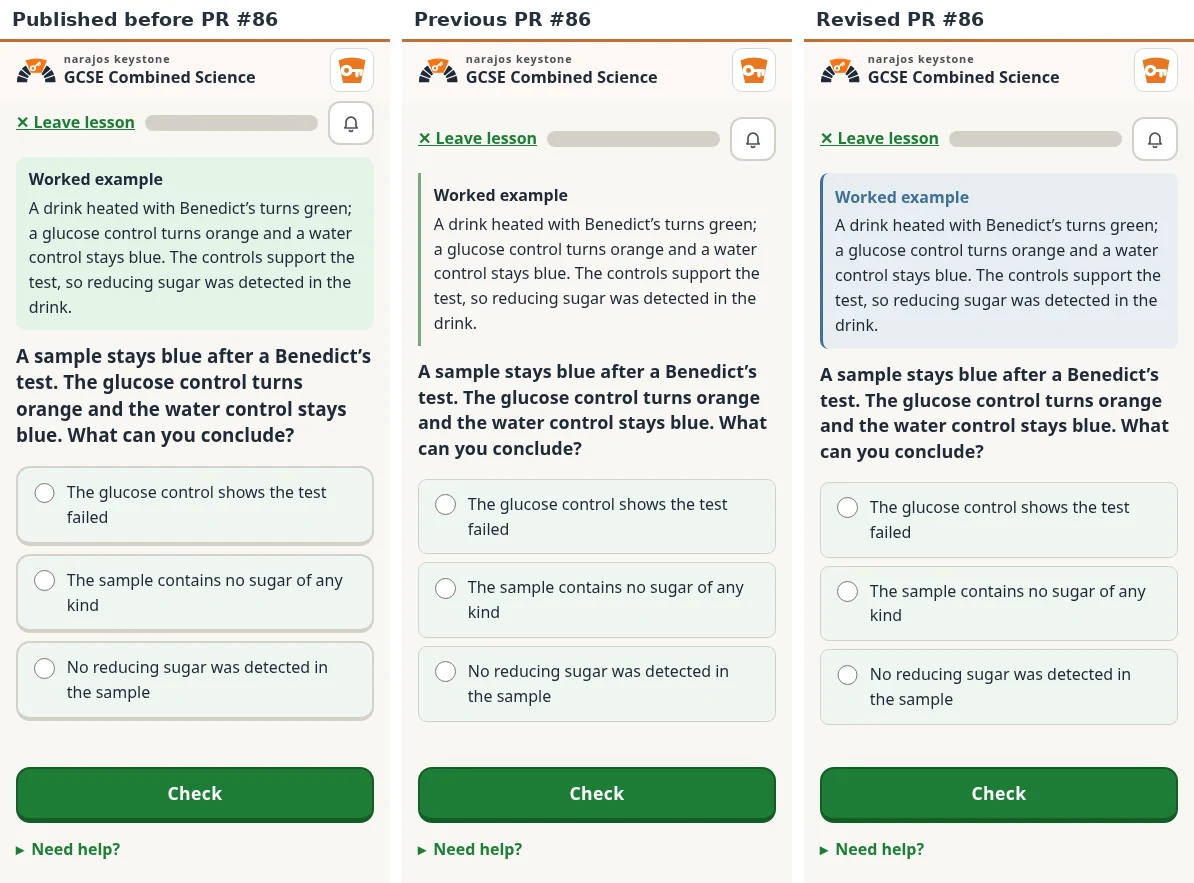 Published before PR #86
narajos keystone
GCSE Combined Science
✕ Leave lesson
Worked example
A drink heated with Benedict’s turns green;
a glucose control turns orange and a water
control stays blue. The controls support the
test, so reducing sugar was detected in the
drink.
A sample stays blue after a Benedict’s
test. The glucose control turns
orange and the water control stays
blue. What can you conclude?
The glucose control shows the test
failed
The sample contains no sugar of any
kind
No reducing sugar was detected in
the sample
Check
▸ Need help?
Previous PR #86
narajos keystone
GCSE Combined Science
✕ Leave lesson
Worked example
A drink heated with Benedict’s turns green;
a glucose control turns orange and a water
control stays blue. The controls support the
test, so reducing sugar was detected in the
drink.
A sample stays blue after a Benedict’s
test. The glucose control turns orange
and the water control stays blue. What
can you conclude?
The glucose control shows the test
failed
The sample contains no sugar of any
kind
No reducing sugar was detected in
the sample
Check
▸ Need help?
Revised PR #86
narajos keystone
GCSE Combined Science
✕ Leave lesson
Worked example
A drink heated with Benedict’s turns green;
a glucose control turns orange and a water
control stays blue. The controls support the
test, so reducing sugar was detected in the
drink.
A sample stays blue after a Benedict’s
test. The glucose control turns orange
and the water control stays blue. What
can you conclude?
The glucose control shows the test
failed
The sample contains no sugar of any
kind
No reducing sugar was detected in
the sample
Check
▸ Need help?